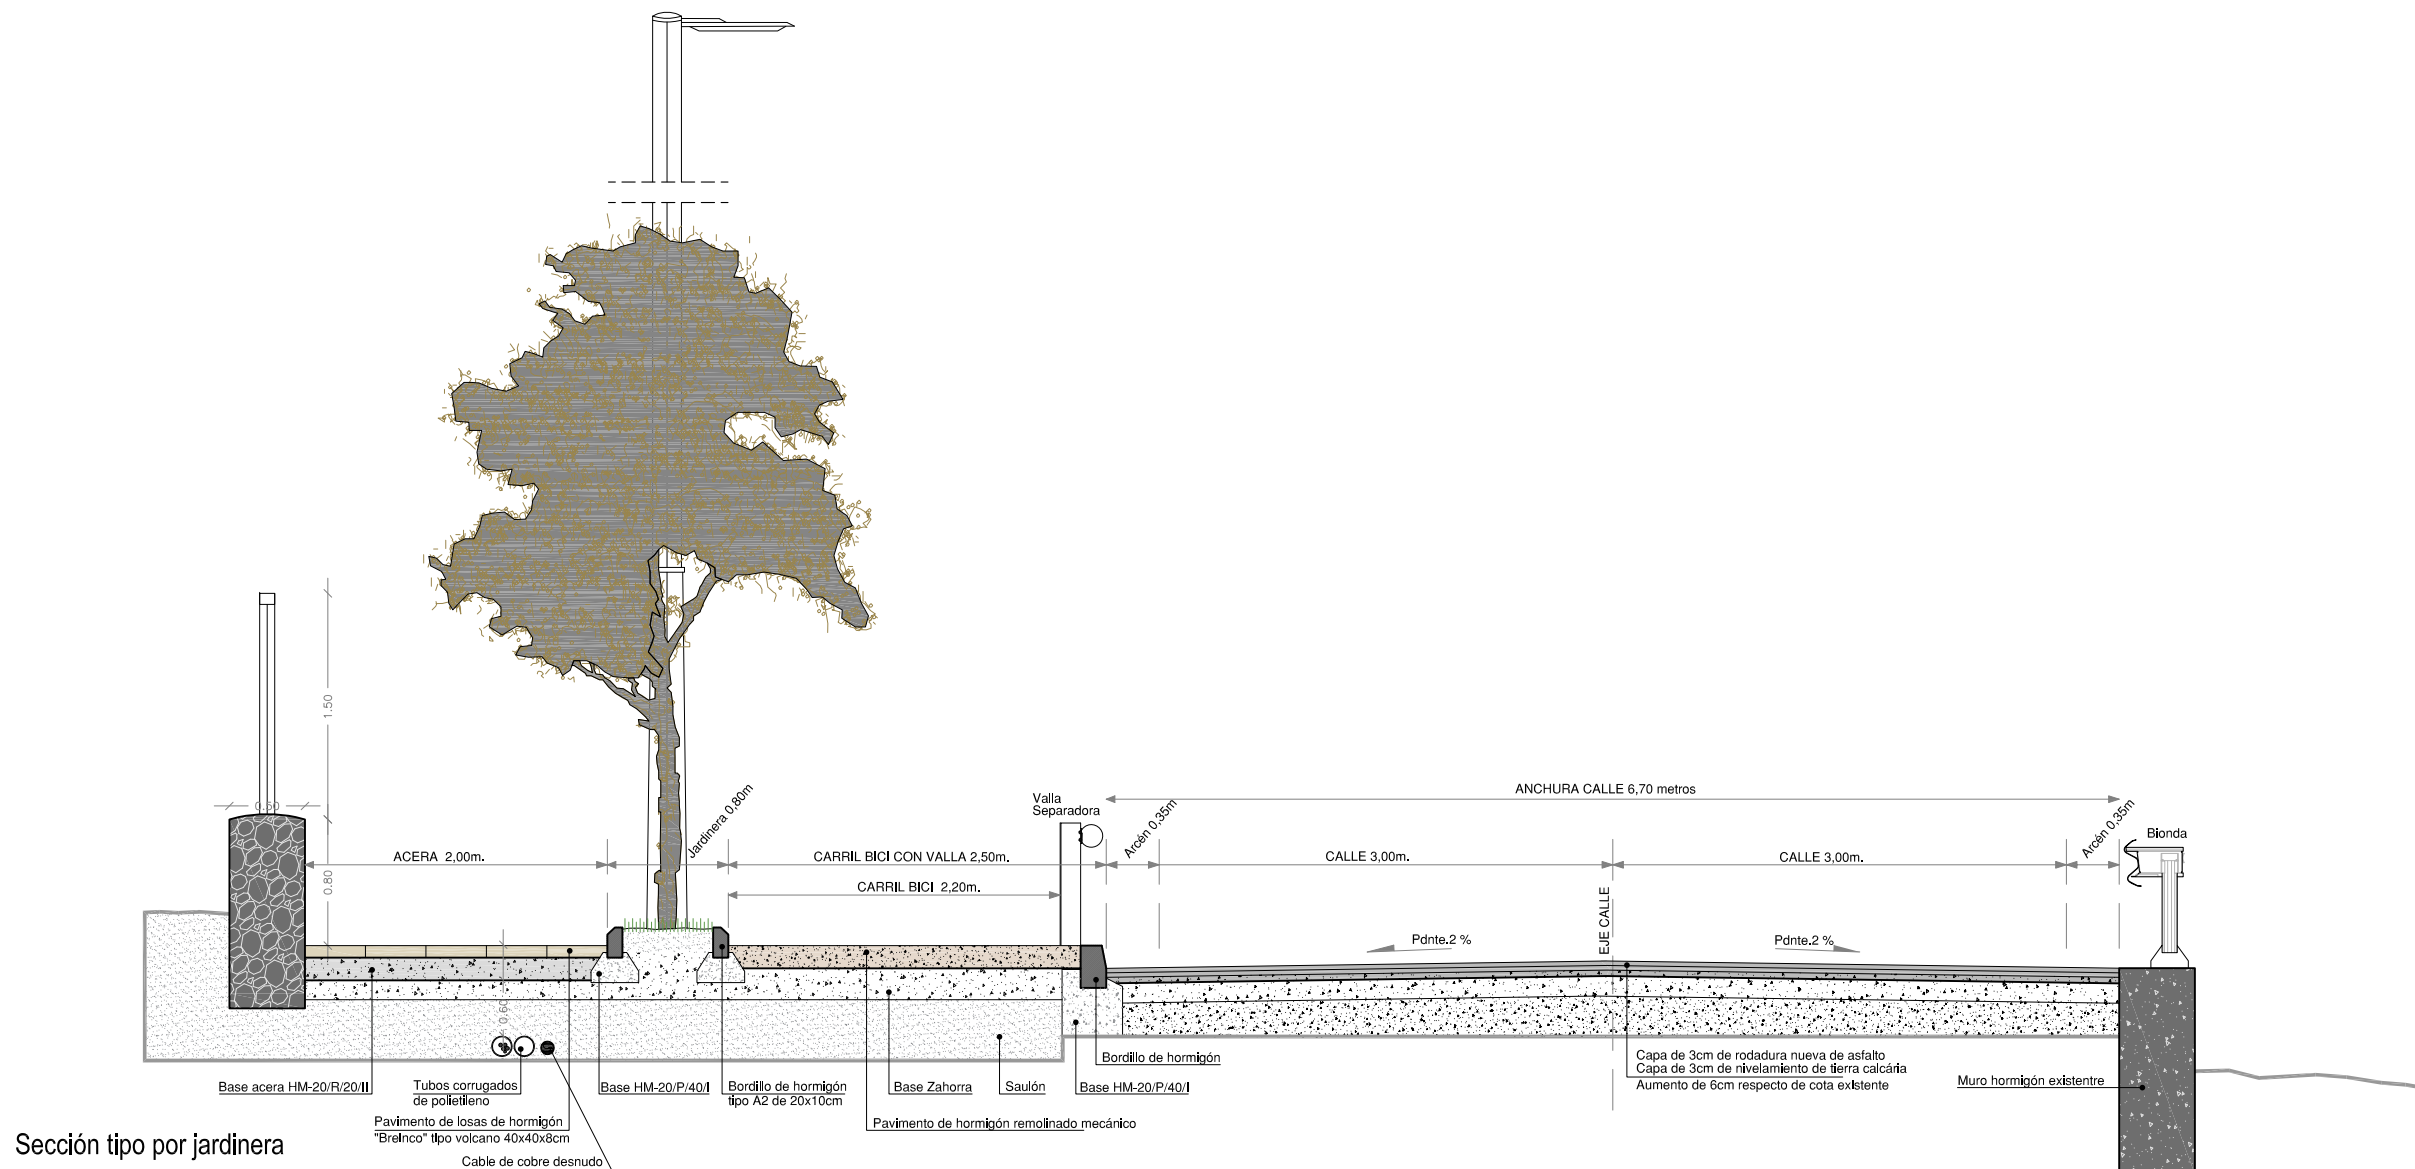 ANCHURA CALLE 6,70 metros
Valla
Separadora
Jardinera 0,80m
Arcén 0,35m
Arcén 0,35m
Bionda
1.50
0.50
0.80
ACERA 2,00m.
CARRIL BICI CON VALLA 2,50m.
CALLE 3,00m.
CALLE 3,00m.
CARRIL BICI 2,20m.
EJE CALLE
Pdnte.2 %
Pdnte.2 %
0.60
Bordillo de hormigón
Capa de 3cm de rodadura nueva de asfalto
Capa de 3cm de nivelamiento de tierra calcária
Aumento de 6cm respecto de cota existente
Muro hormigón existentre
Base acera HM-20/R/20/II
Tubos corrugados
de polietileno
Base HM-20/P/40/I
Bordillo de hormigón
tipo A2 de 20x10cm
Base Zahorra
Saulón
Base HM-20/P/40/I
Pavimento de losas de hormigón
"Breinco" tipo volcano 40x40x8cm
Pavimento de hormigón remolinado mecánico
Cable de cobre desnudo
Sección tipo por jardinera